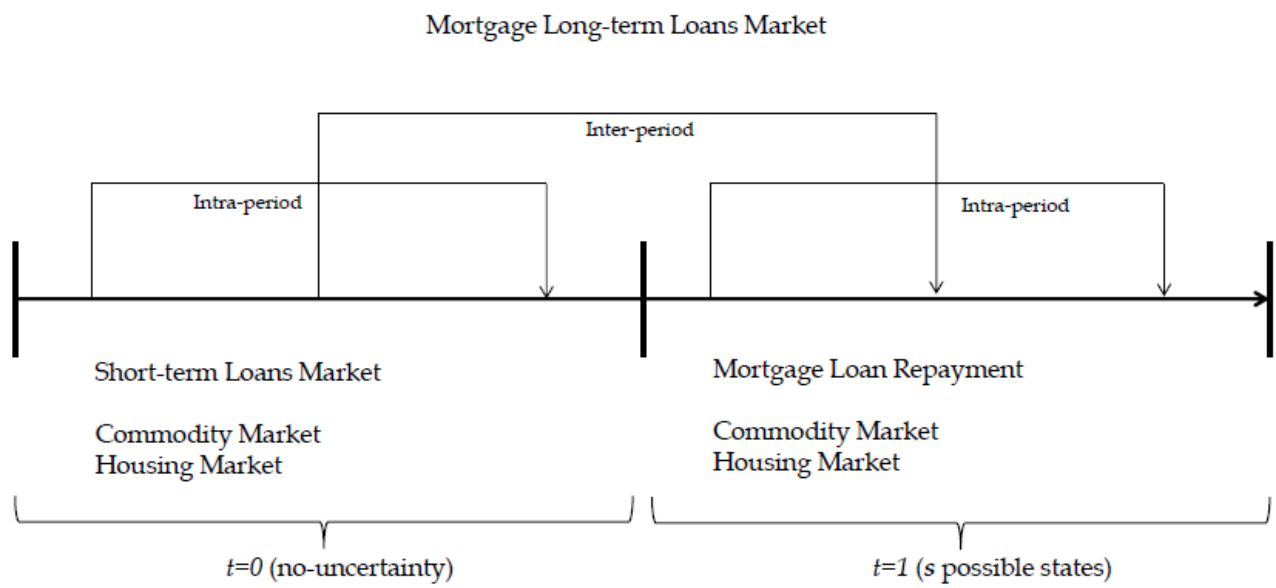 Mortgage Long-term Loans Market
Inter-period
Intra-period
Intra-period
Short-term Loans Market
Commodity Market
Housing Market
Mortgage Loan Repayment
Commodity Market
Housing Market
t=0 (no-uncertainty)
t=1 (s possible states)